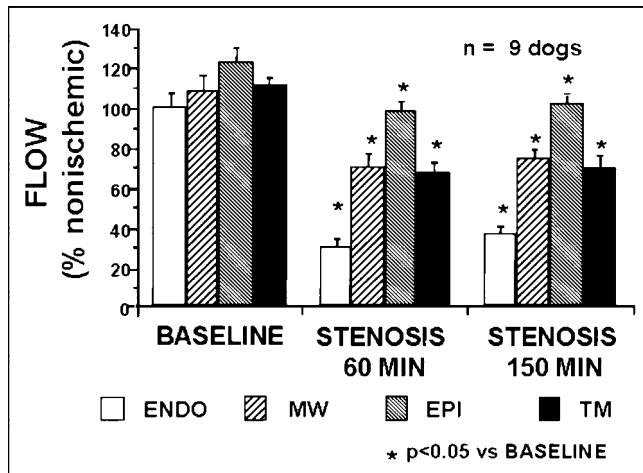 n = 9 dogs
FLOW
(% nonischemic)
140
120
100
80
60
40
20
0
*
*
*
*
*
*
*
*
BASELINE
STENOSIS
60 MIN
STENOSIS
150 MIN
ENDO
MW
EPI
TM
* p<0.05 vs BASELINE